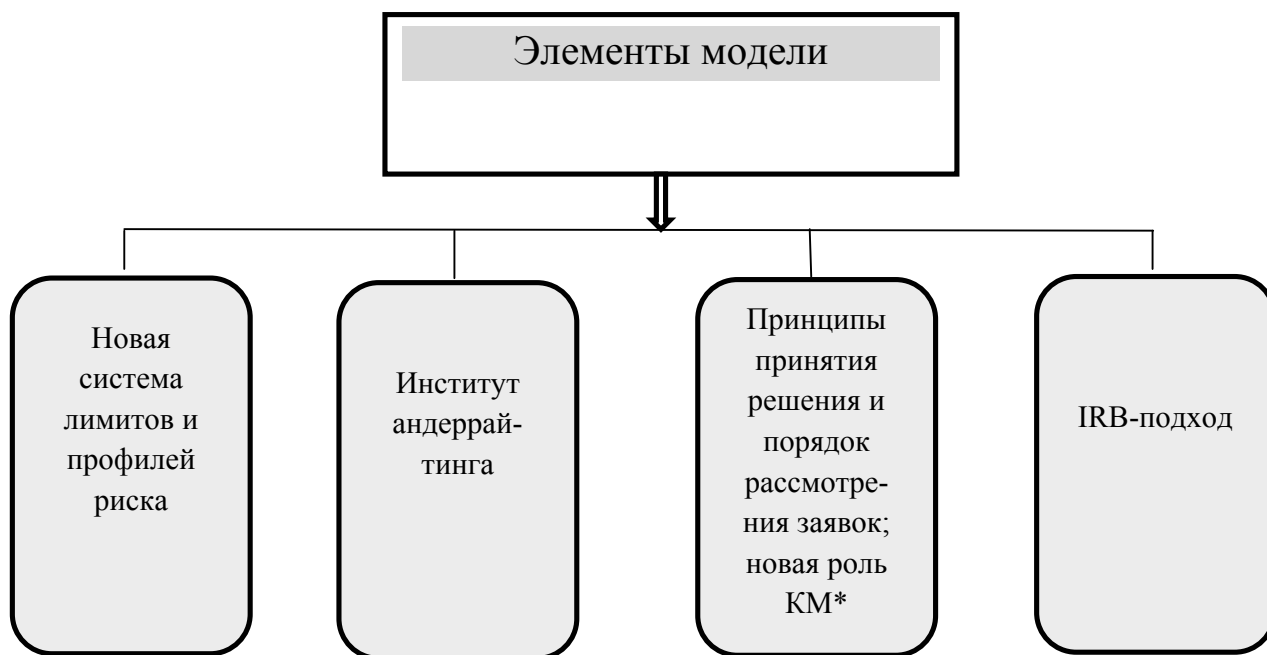 Элементы модели
Новая
система
лимитов и
профилей
риска
Институт
андеррай-
тинга
Принципы
принятия
решения и
порядок
рассмотре-
ния заявок;
новая роль
КМ*
IRB-подход